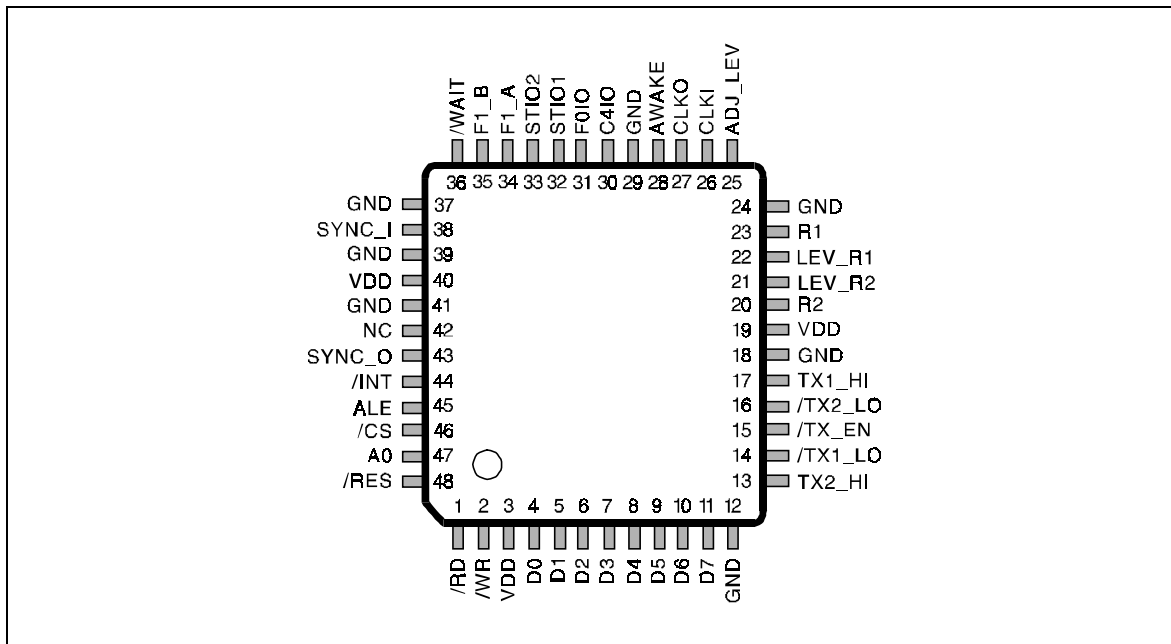 /WAIT F1_B F1_A STIO2 STIO1 F0IO C4IO GND AWAKE CLKO CLKI ADJ_LEV
36 35 34 33 32 31 30 29 28 27 26 25
GND 37 24 GND
SYNC_I 38 23 R1
GND 39 22 LEV_R1
VDD 40 21 LEV_R2
GND 41 20 R2
NC 42 19 VDD
SYNC_O 43 18 GND
/INT 44 17 TX1_HI
ALE 45 16 /TX2_LO
/CS 46 15 /TX_EN
A0 47 14 /TX1_LO
/RES 48 13 TX2_HI
1 2 3 4 5 6 7 8 9 10 11 12
/RD /WR VDD D0 D1 D2 D3 D4 D5 D6 D7 GND